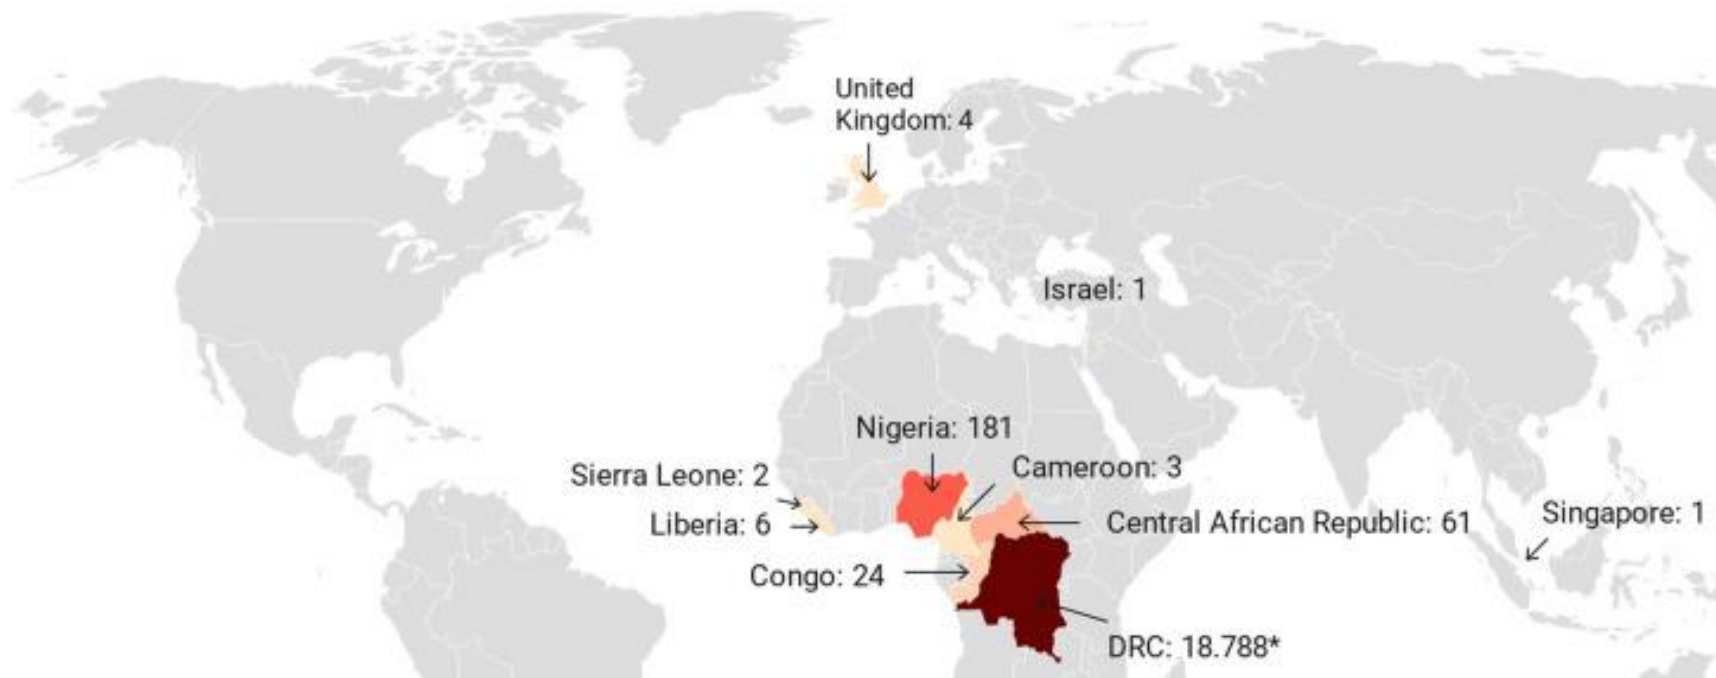 United
Kingdom: 4
Israel: 1
Nigeria: 181
Cameroon: 3
Sierra Leone: 2
Liberia: 6
Central African Republic: 61
Singapore: 1
Congo: 24
DRC: 18.788*